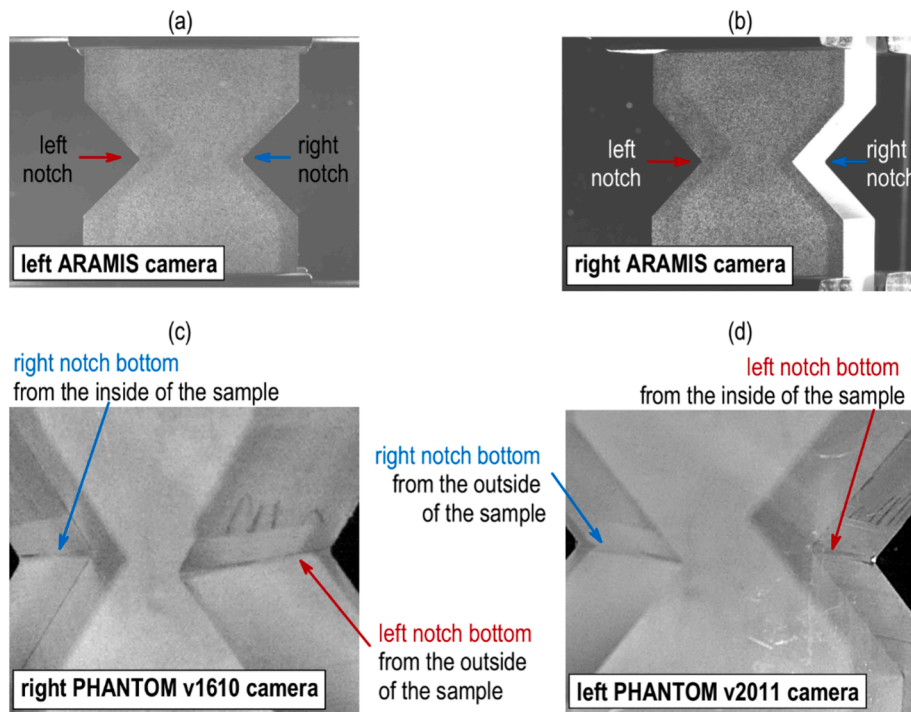 (a)
(b)
left
notch
right
notch
left ARAMIS camera
left
notch
right
notch
right ARAMIS camera
(c)
(d)
right notch bottom
from the inside of the sample
left notch bottom
from the outside
of the sample
right PHANTOM v1610 camera
left notch bottom
from the inside of the sample
right notch bottom
from the outside
of the sample
left PHANTOM v2011 camera